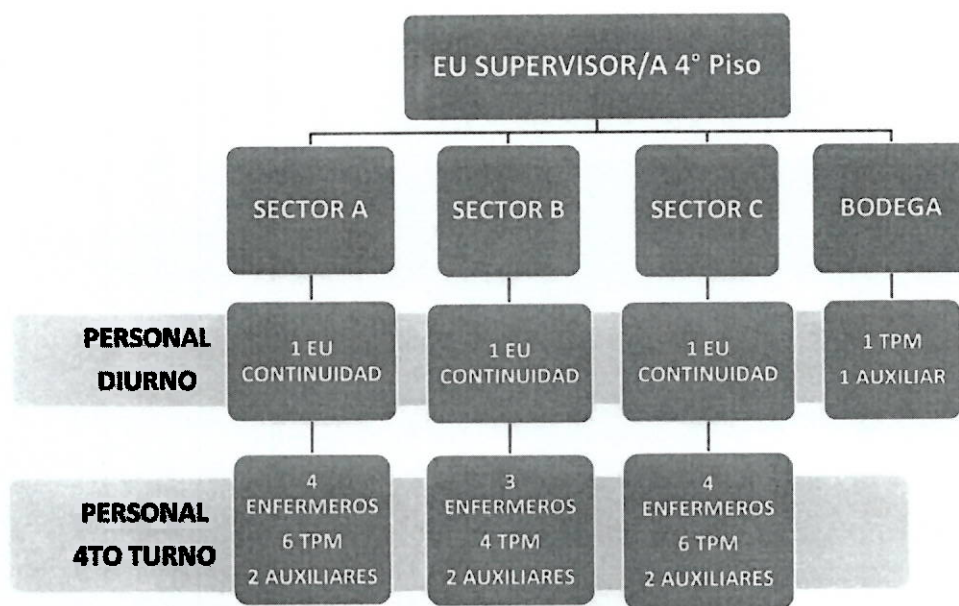 EU SUPERVISOR/A 4° Piso
SECTOR A
SECTOR B
SECTOR C
BODEGA
PERSONAL
DIURNO
1 EU
CONTINUIDAD
1 EU
CONTINUIDAD
1 EU
CONTINUIDAD
1 TPM
1 AUXILIAR
PERSONAL
4TO TURNO
4
ENFERMEROS
6 TPM
2 AUXILIARES
3
ENFERMEROS
4 TPM
2 AUXILIARES
4
ENFERMEROS
6 TPM
2 AUXILIARES